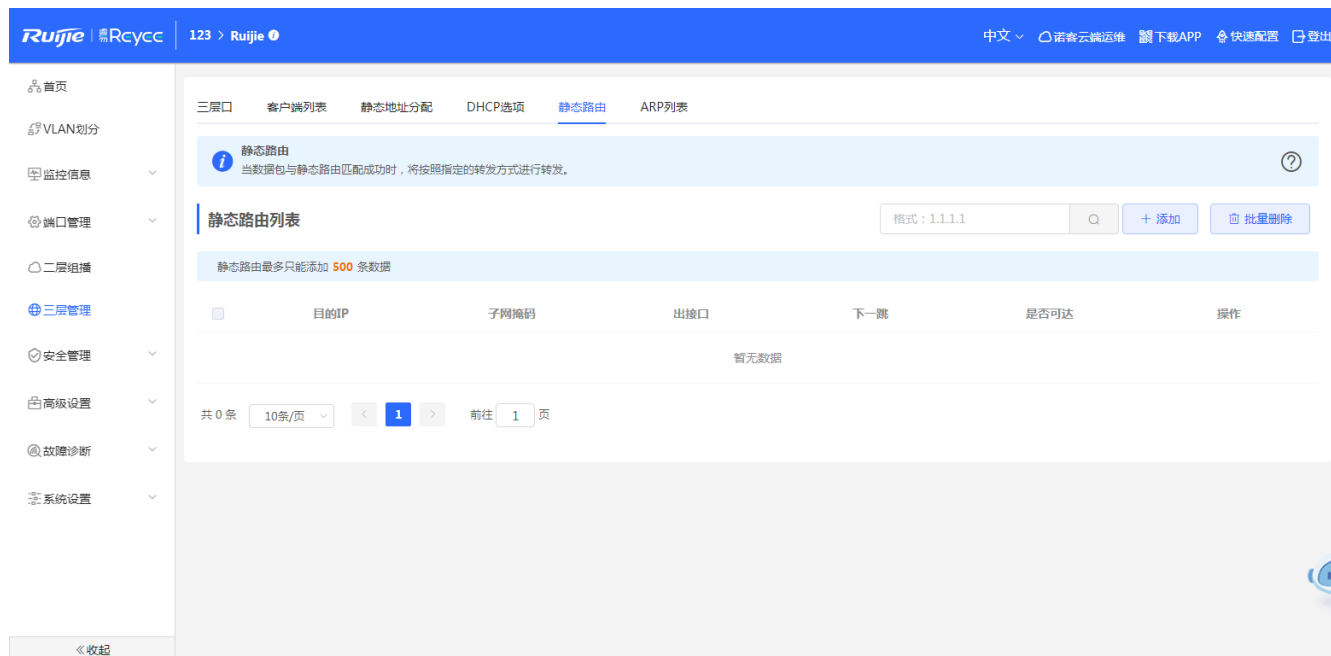 Ruijie 睿易Reyee 123 > Ruijie 中文 诺客云端运维 下载APP 快速配置 登出
首页
VLAN划分
监控信息
端口管理
二层组播
三层管理
安全管理
高级设置
故障诊断
系统设置
《收起
三层口 客户端列表 静态地址分配 DHCP选项 静态路由 ARP列表
静态路由
当数据包与静态路由匹配成功时，将按照指定的转发方式进行转发。
静态路由列表 格式：1.1.1.1 + 添加 批量删除
静态路由最多只能添加 500 条数据
目的IP 子网掩码 出接口 下一跳 是否可达 操作
暂无数据
共 0 条 10条/页 < 1 > 前往 1 页